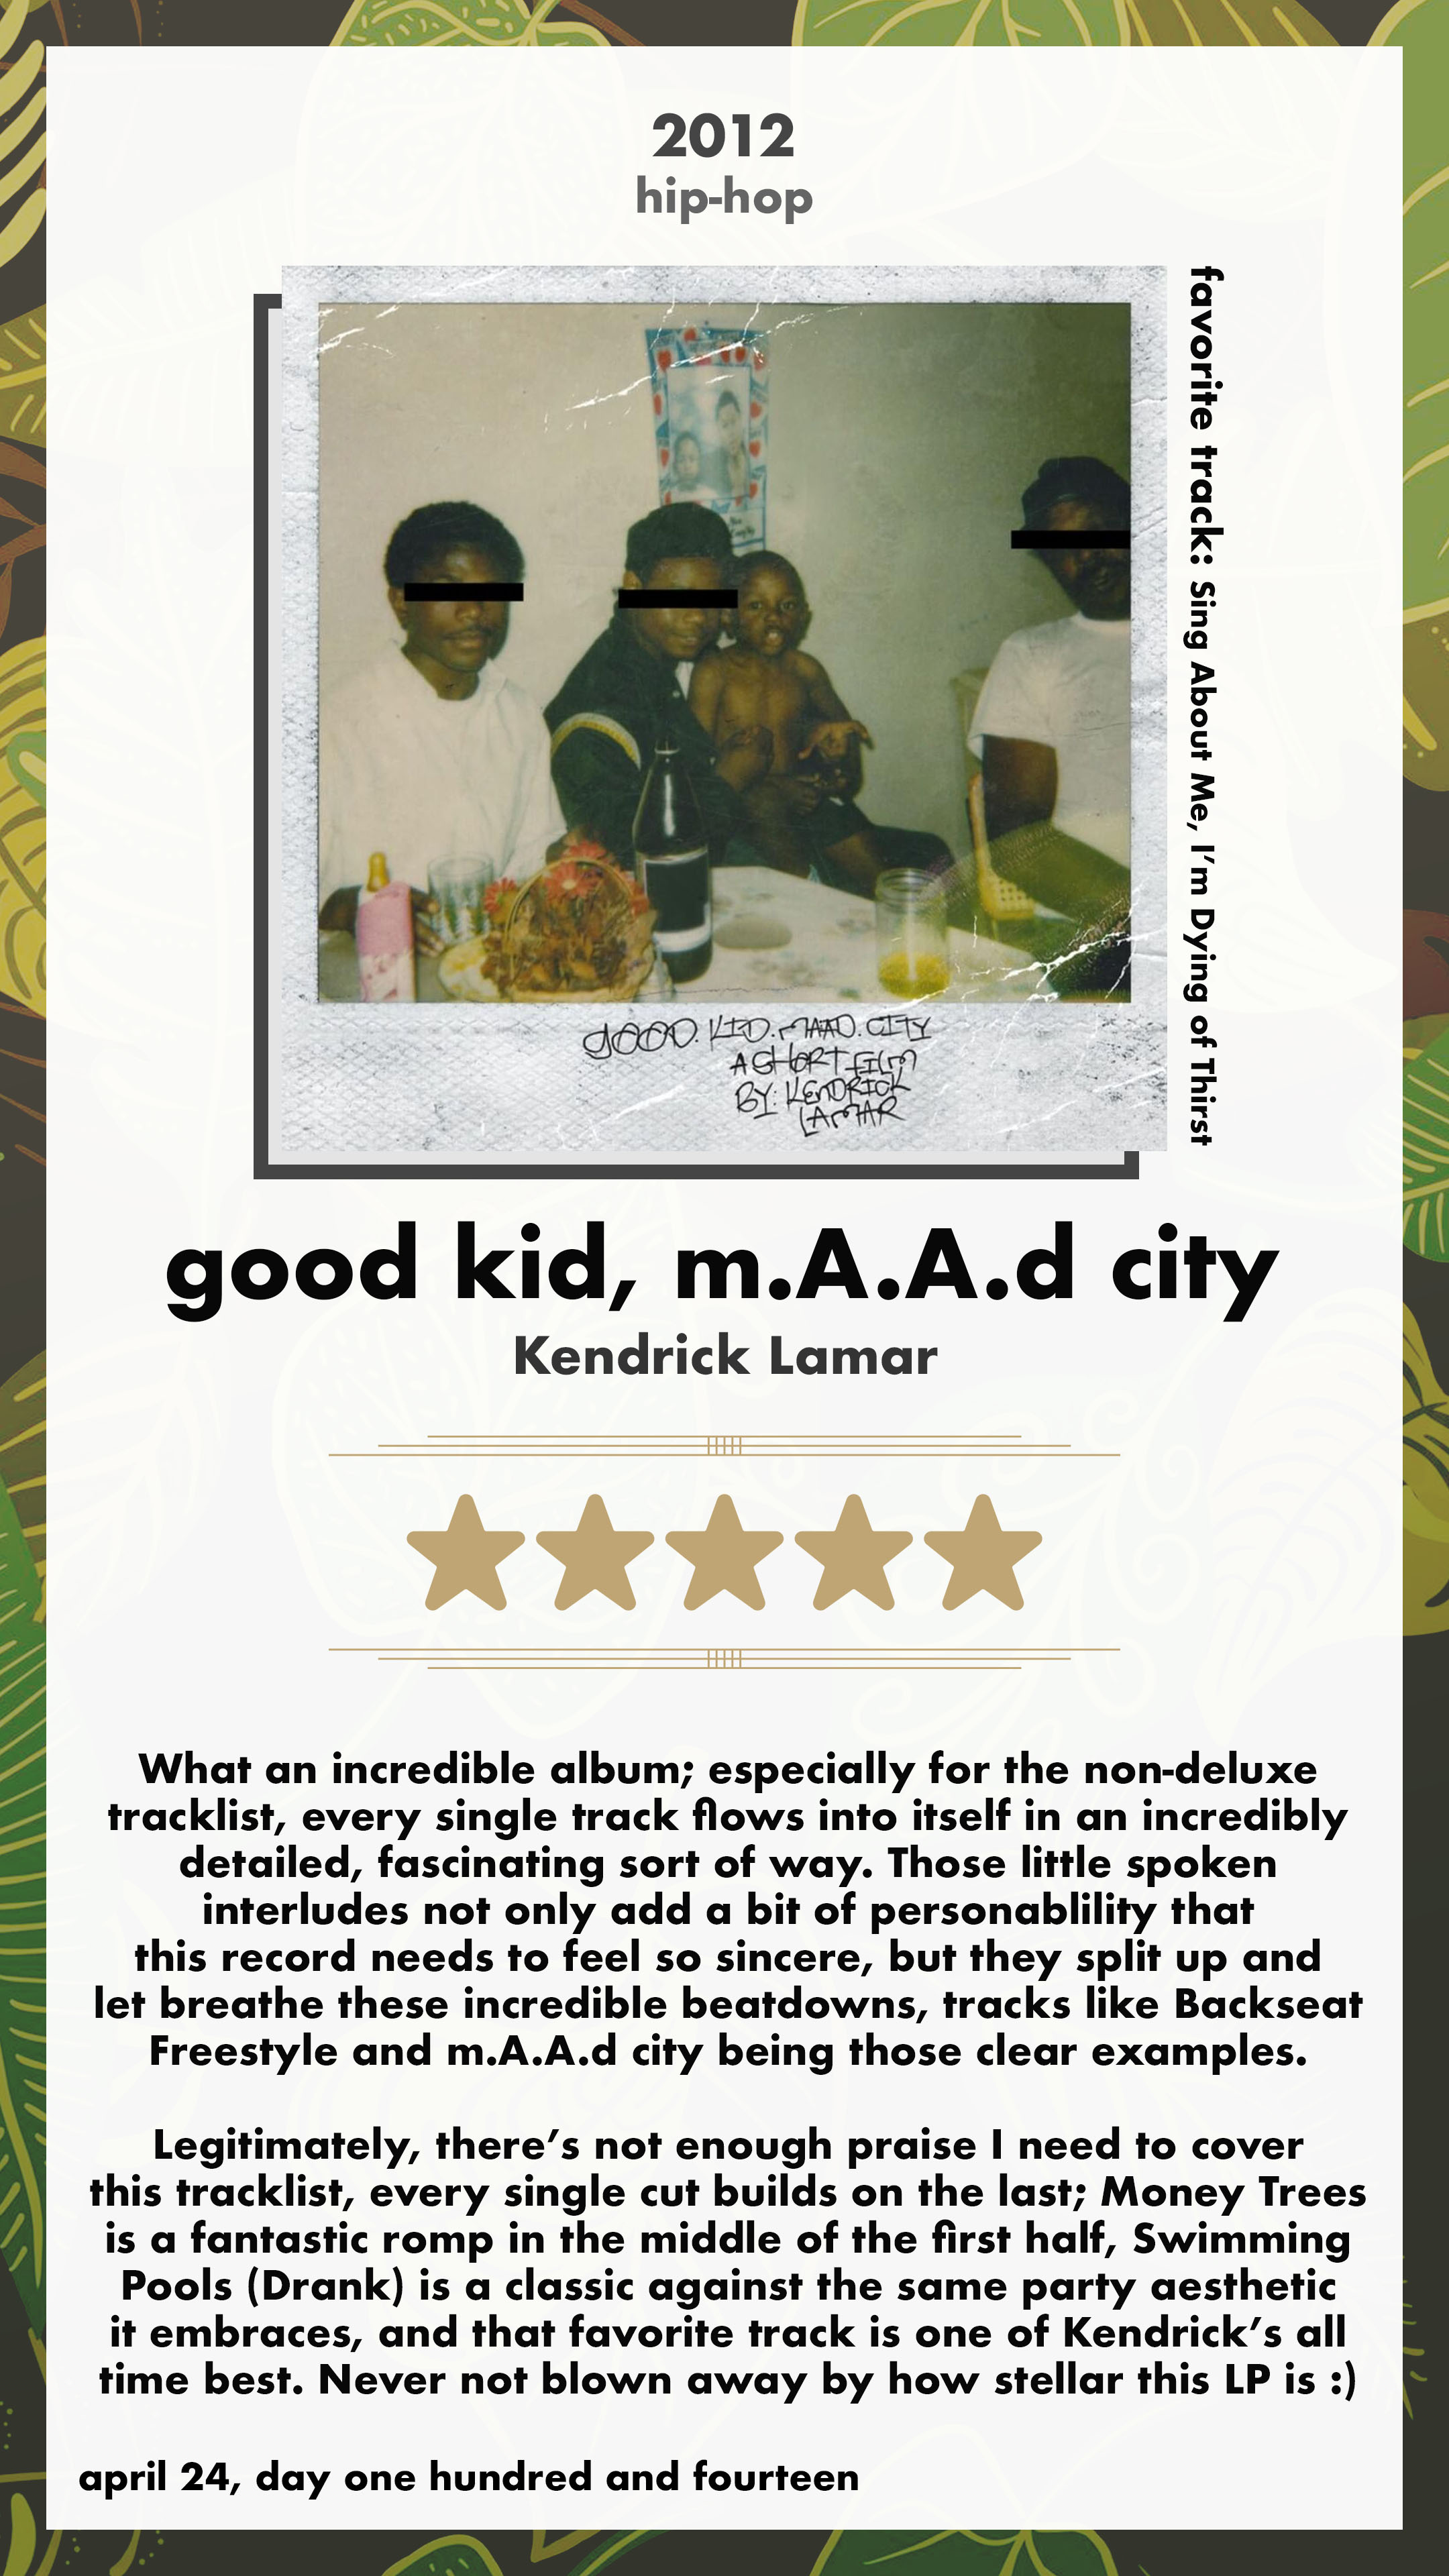 2012
hip-hop
favorite track: Sing About Me, I'm Dying of Thirst
gOOD. KID. MAAD. CITY
A SHORT FILM
BY: KENDRICK
LAMAR
good kid, m.A.A.d city
Kendrick Lamar
What an incredible album; especially for the non-deluxe
tracklist, every single track flows into itself in an incredibly
detailed, fascinating sort of way. Those little spoken
interludes not only add a bit of personablility that
this record needs to feel so sincere, but they split up and
let breathe these incredible beatdowns, tracks like Backseat
Freestyle and m.A.A.d city being those clear examples.
Legitimately, there's not enough praise I need to cover
this tracklist, every single cut builds on the last; Money Trees
is a fantastic romp in the middle of the first half, Swimming
Pools (Drank) is a classic against the same party aesthetic
it embraces, and that favorite track is one of Kendrick's all
time best. Never not blown away by how stellar this LP is :)
april 24, day one hundred and fourteen